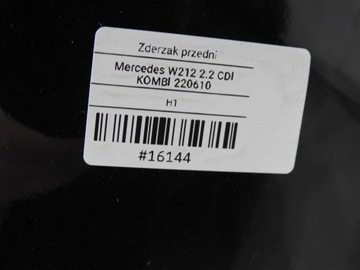 Zderzak przedni
Mercedes W212 2.2 CDI
KOMBI 220610
H1
#16144